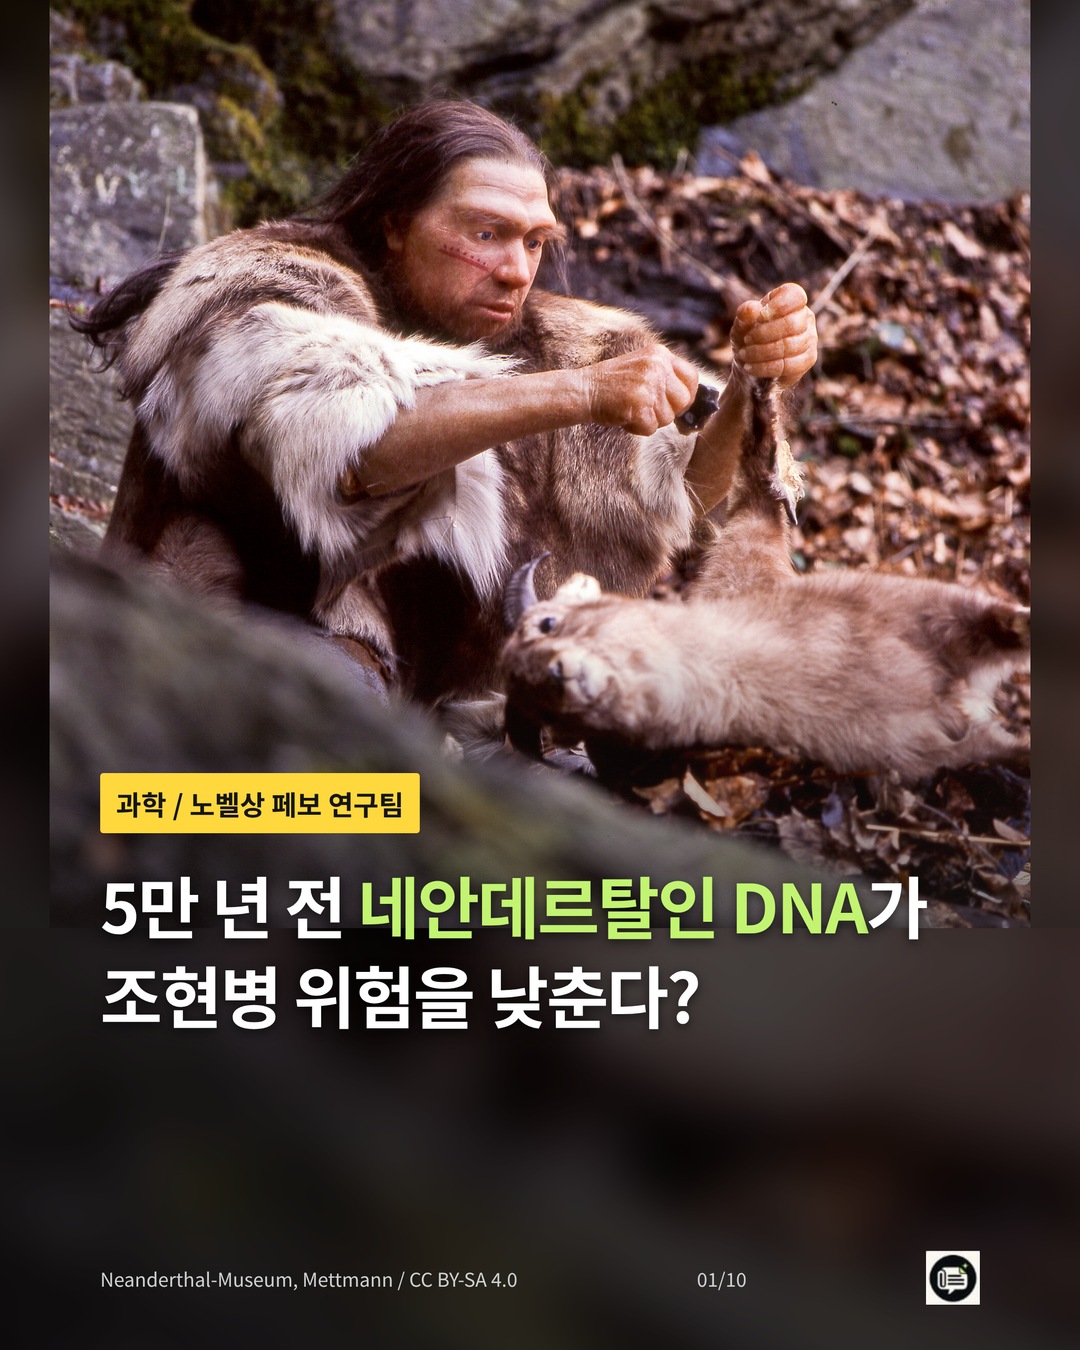 과학 / 노벨상 페보 연구팀
5만 년 전 네안데르탈인 DNA가
조현병 위험을 낮춘다?
Neanderthal-Museum, Mettmann / CC BY-SA 4.0
01/10